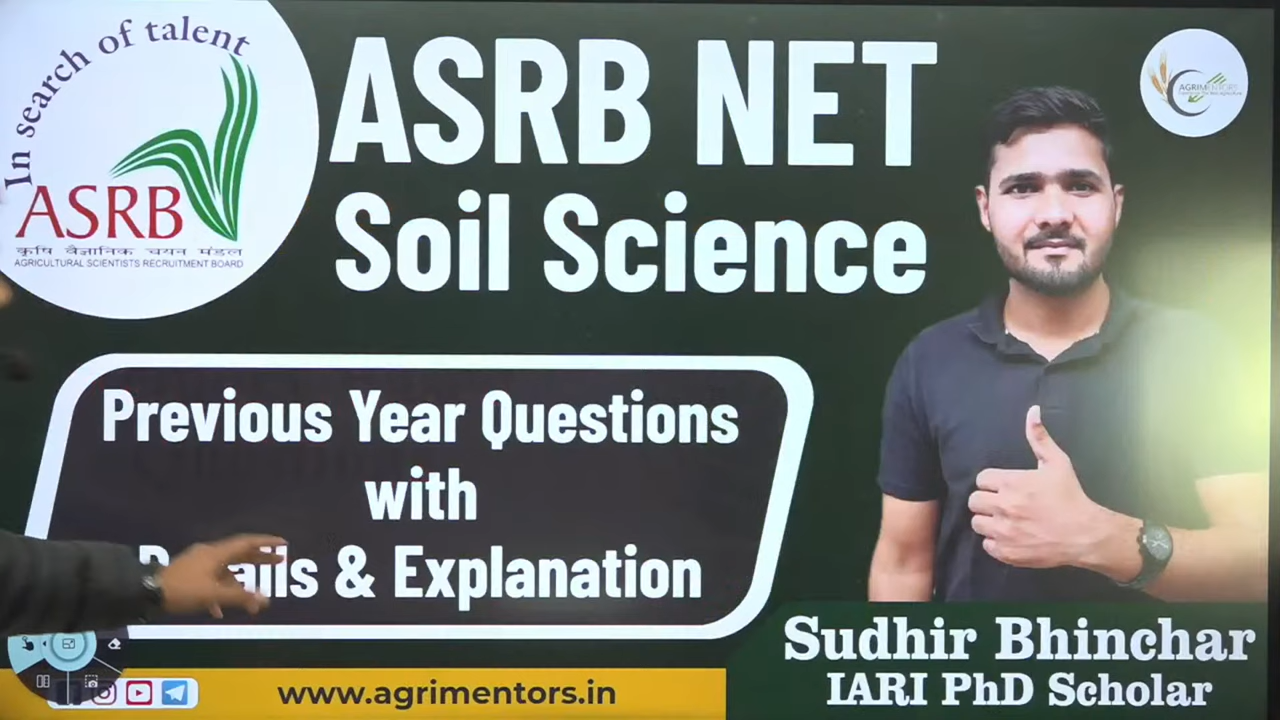 In search of talent
ASRB
कृषि वैज्ञानिक चयन मंडल
AGRICULTURAL SCIENTISTS RECRUITMENT BOARD
ASRB NET
Soil Science
AGRIMENTORS
Previous Year Questions
with
& Explanation
Sudhir Bhinchar
IARI PhD Scholar
www.agrimentors.in